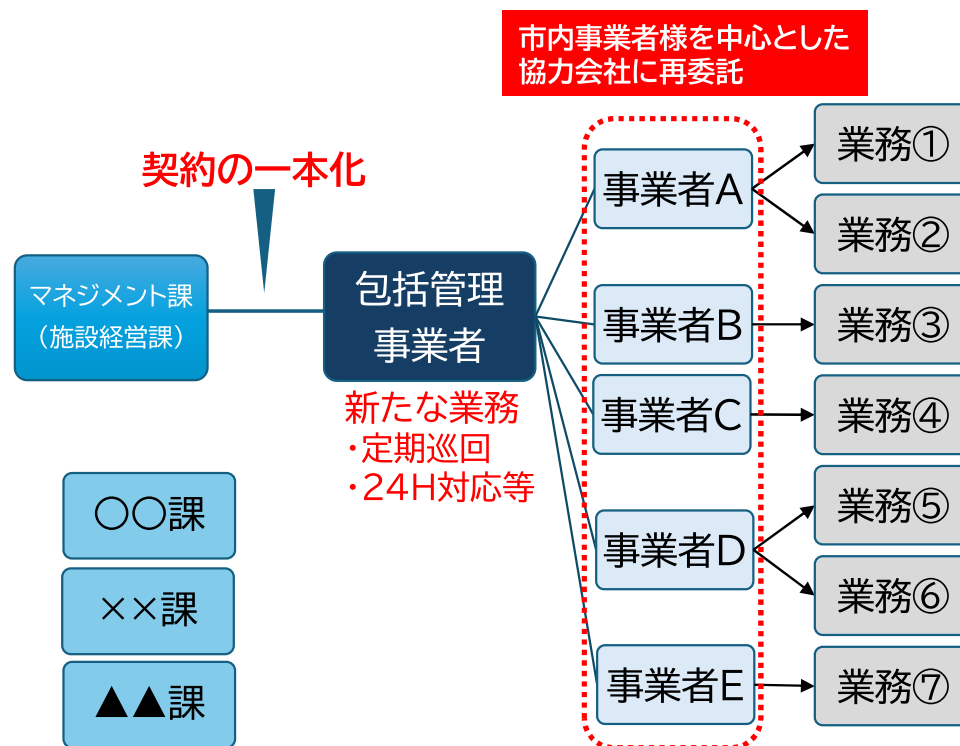 市内事業者様を中心とした
協力会社に再委託
契約の一本化
マネジメント課
（施設経営課）
包括管理
事業者
新たな業務
・定期巡回
・24H対応等
〇〇課
××課
▲▲課
事業者A
事業者B
事業者C
事業者D
事業者E
業務①
業務②
業務③
業務④
業務⑤
業務⑥
業務⑦